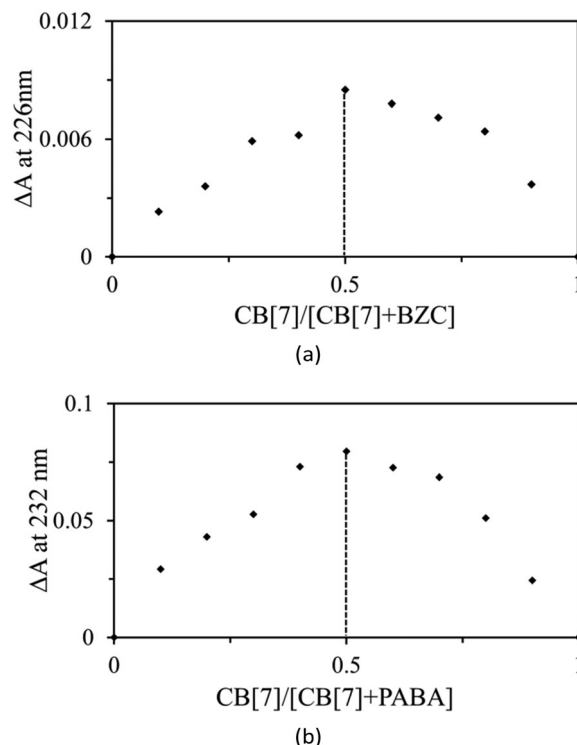 0.012
ΔA at 226nm
0.006
0
0 0.5 1
CB[7]/[CB[7]+BZC]
(a)
0.1
ΔA at 232 nm
0.05
0
0 0.5 1
CB[7]/[CB[7]+PABA]
(b)